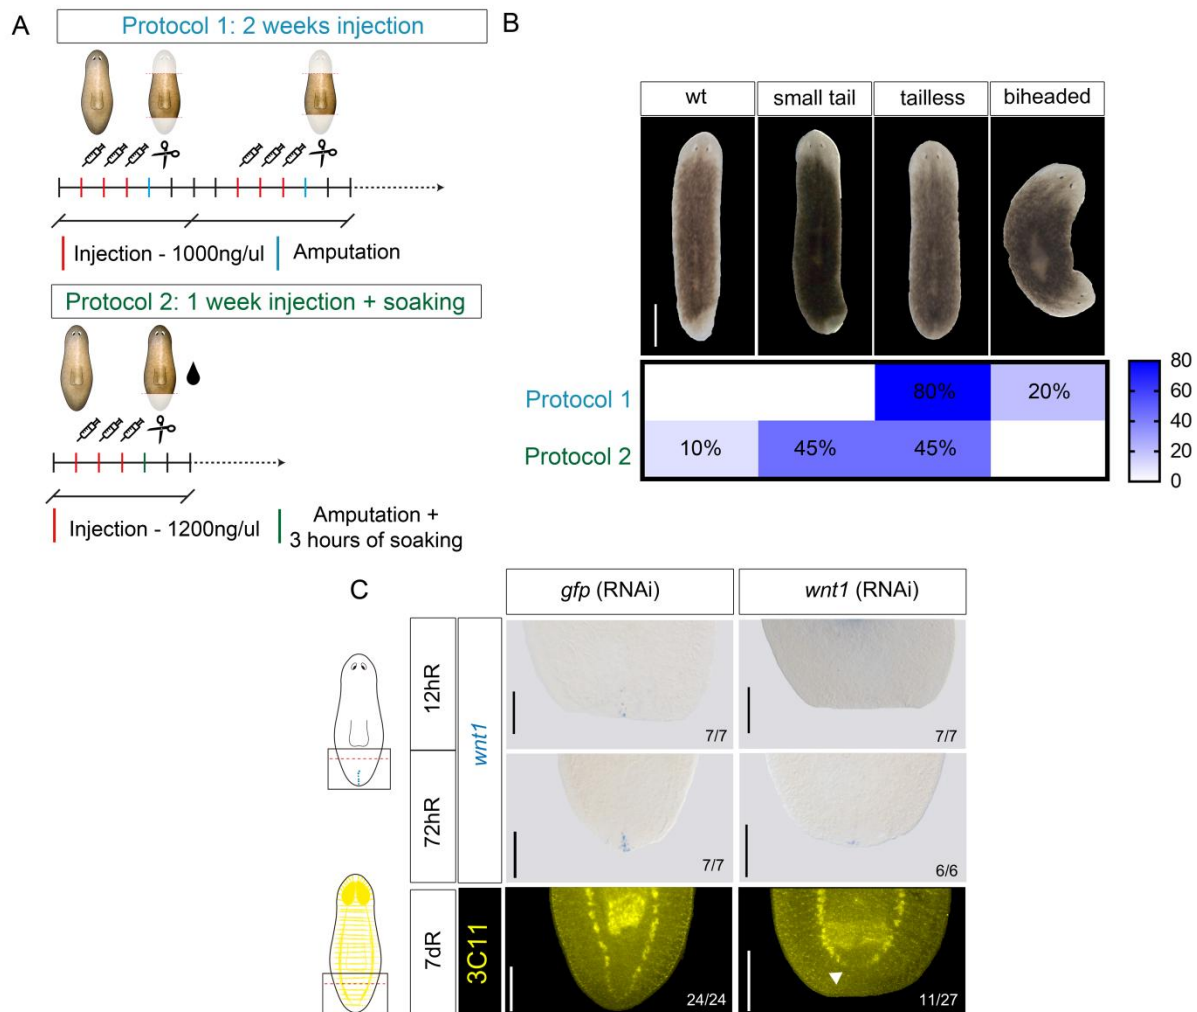 A
Protocol 1: 2 weeks injection
Injection - 1000ng/ul
Amputation
Protocol 2: 1 week injection + soaking
Injection - 1200ng/ul
Amputation +
3 hours of soaking
B
wt
small tail
tailless
biheaded
Protocol 1
80%
20%
Protocol 2
10%
45%
45%
80
60
40
20
0
C
gfp (RNAi)
wnt1 (RNAi)
12hR
wnt1
7/7
7/7
72hR
7/7
6/6
7dR
3C11
24/24
11/27